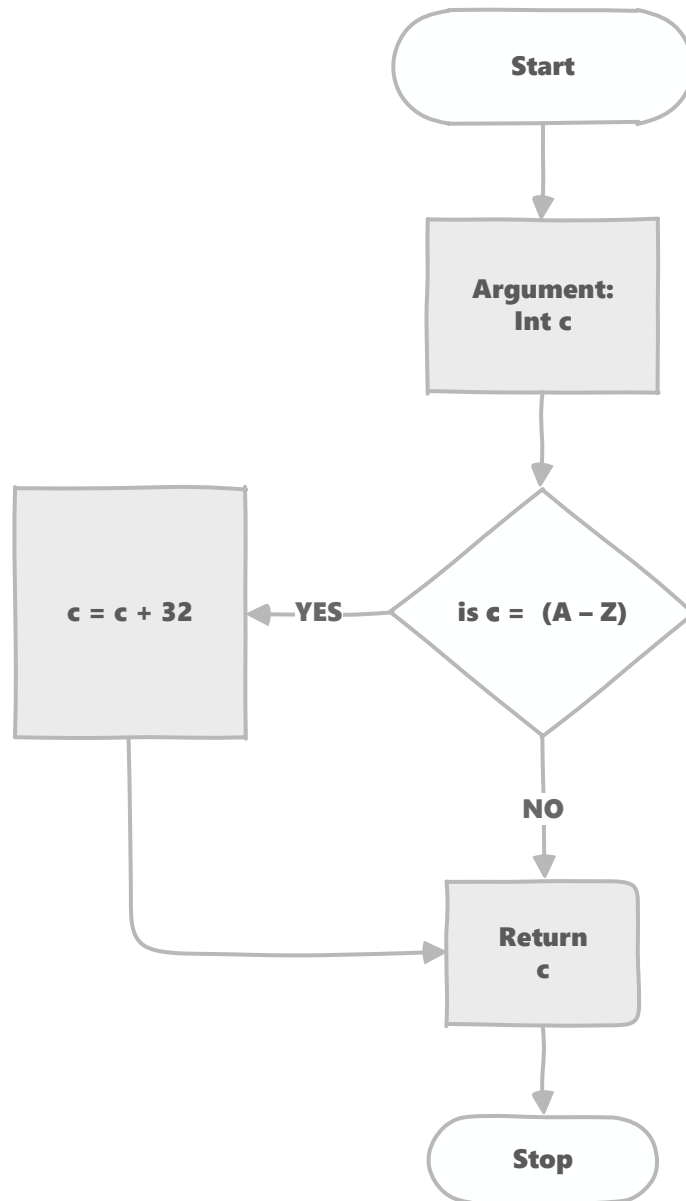 Start
Argument:
Int c
c = c + 32
YES
is c =  (A – Z)
NO
Return
c
Stop